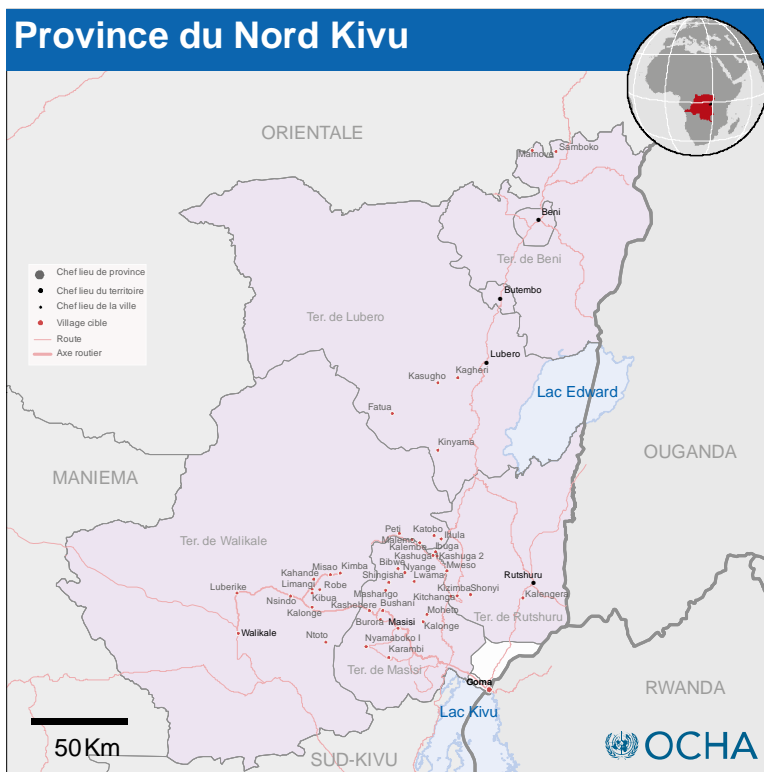 Province du Nord Kivu
ORIENTALE
Mamove
Samboko
Beni
Ter. de Beni
Chef lieu de province
Chef lieu du territoire
Chef lieu de la ville
Village cible
Route
Axe routier
Butembo
Ter. de Lubero
Lubero
Kagheri
Kasugho
Lac Edward
Fatua
Kinyama
OUGANDA
MANIEMA
Ter. de Walikale
Peti
Katobo
Malemo
Ihula
Kalembe
Ibuga
Kashuga
Kashuga 2
Bibwe
Nyange
Mweso
Misao
Kimba
Kahande
Shingisha
Lwama
Rutshuru
Limangi
Robe
Luberike
Mashango
Kitchanga
Kizimba
Shonyi
Kalengera
Nsindo
Kibua
Kashebere
Bushani
Moheto
Kalonge
Burora
Masisi
Kalonge
Ter. de Rutshuru
Walikale
Ntoto
Nyamaboko I
Karambi
Ter. de Masisi
Goma
RWANDA
Lac Kivu
50 Km
SUD-KIVU
OCHA